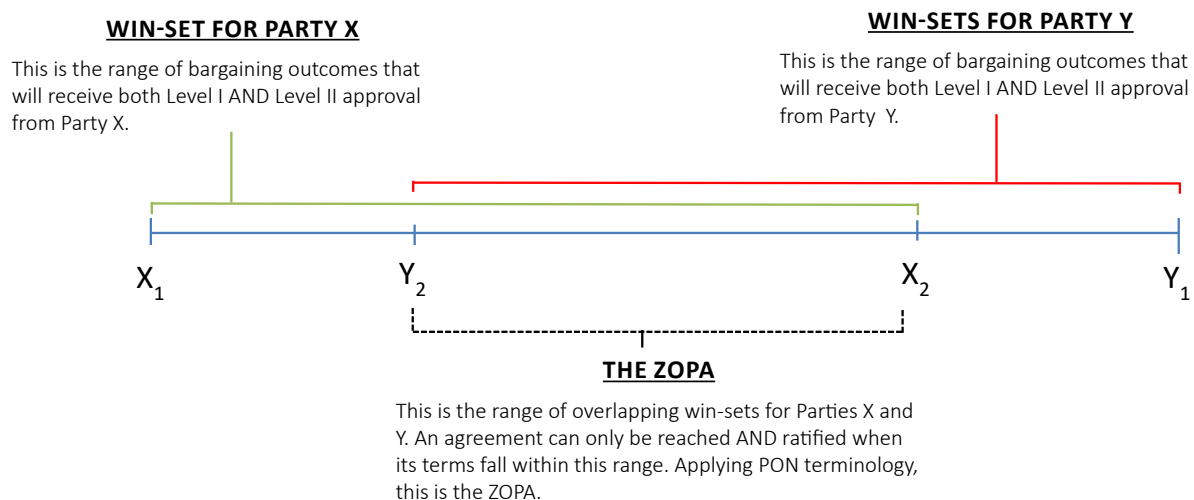 WIN-SET FOR PARTY X
This is the range of bargaining outcomes that
will receive both Level I AND Level II approval
from Party X.
WIN-SETS FOR PARTY Y
This is the range of bargaining outcomes that
will receive both Level I AND Level II approval
from Party  Y.
X₁
Y₂
X₂
Y₁
THE ZOPA
This is the range of overlapping win-sets for Parties X and
Y. An agreement can only be reached AND ratified when
its terms fall within this range. Applying PON terminology,
this is the ZOPA.